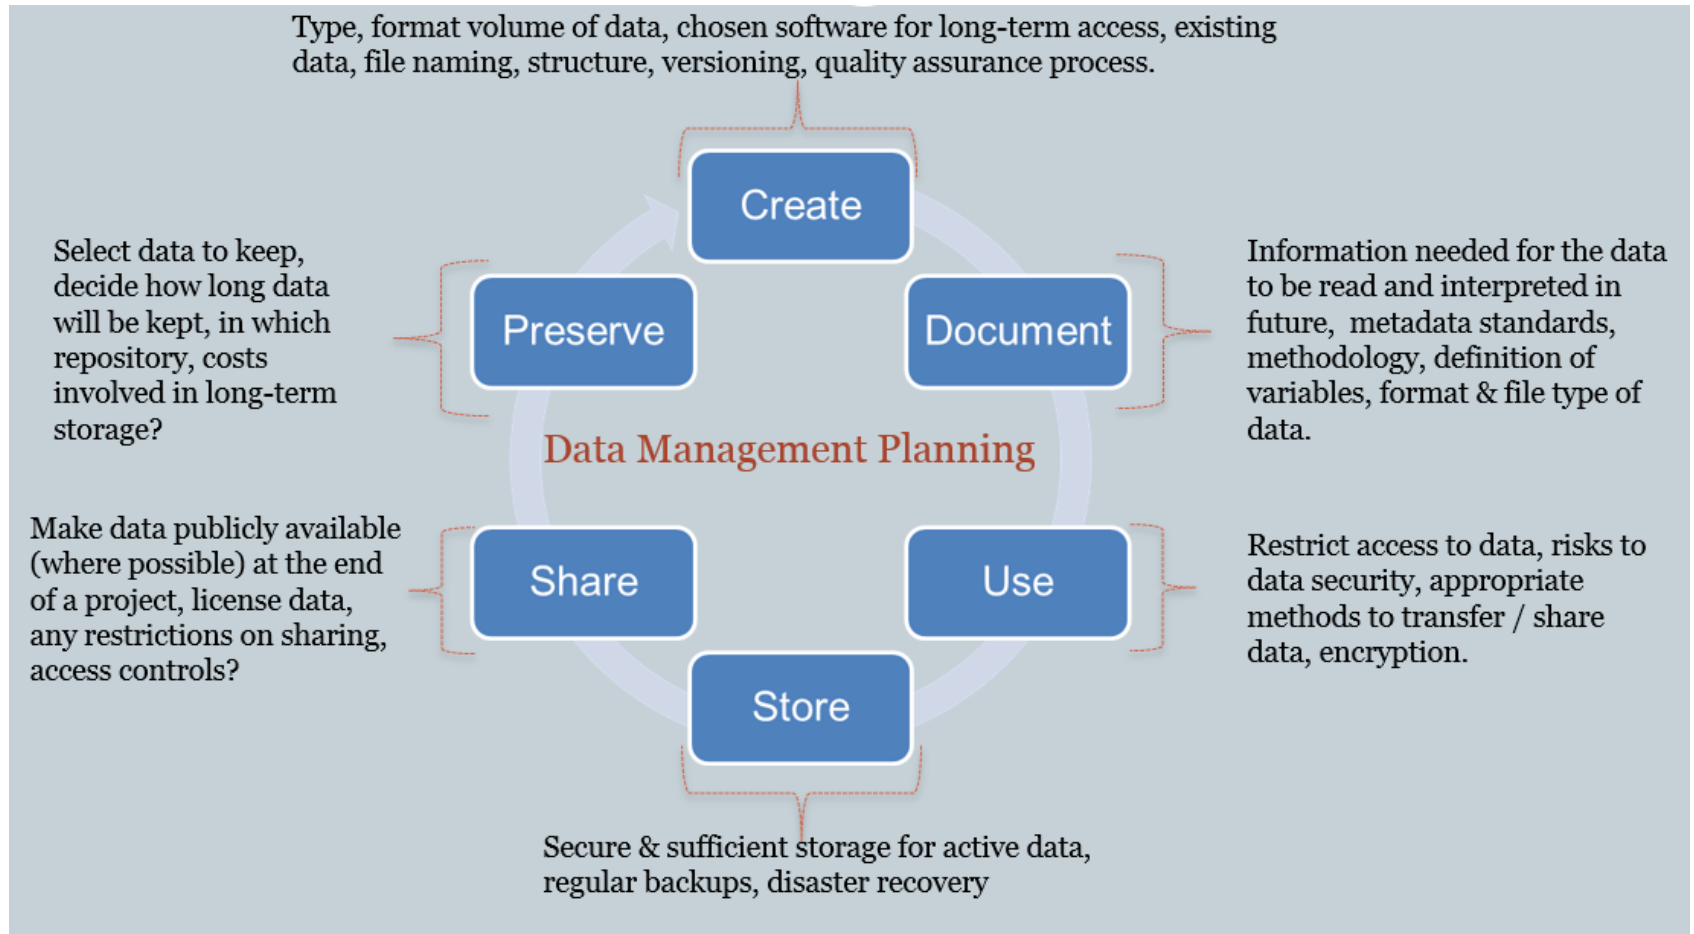 Type, format volume of data, chosen software for long-term access, existing
data, file naming, structure, versioning, quality assurance process.
Create
Document
Information needed for the data
to be read and interpreted in
future, metadata standards,
methodology, definition of
variables, format & file type of
data.
Use
Restrict access to data, risks to
data security, appropriate
methods to transfer / share
data, encryption.
Store
Secure & sufficient storage for active data,
regular backups, disaster recovery
Share
Make data publicly available
(where possible) at the end
of a project, license data,
any restrictions on sharing,
access controls?
Preserve
Select data to keep,
decide how long data
will be kept, in which
repository, costs
involved in long-term
storage?
Data Management Planning